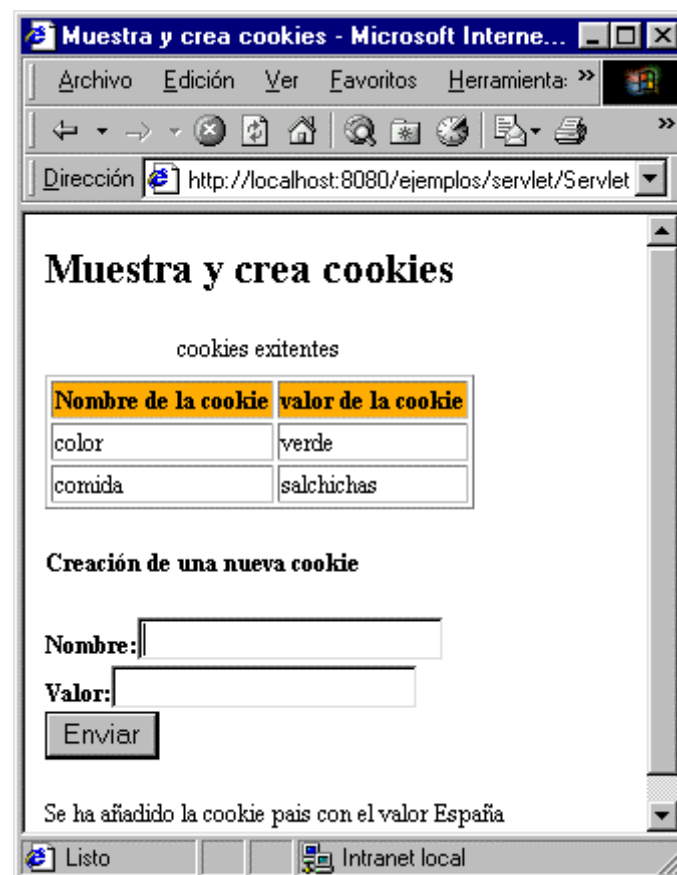 Muestra y crea cookies - Microsoft Interne...
Archivo Edición Ver Favoritos Herramienta: »
»
Dirección http://localhost:8080/ejemplos/servlet/Servlet
Muestra y crea cookies
cookies exitentes
Nombre de la cookie valor de la cookie
color verde
comida salchichas
Creación de una nueva cookie
Nombre:
Valor:
Enviar
Se ha añadido la cookie pais con el valor España
Listo Intranet local